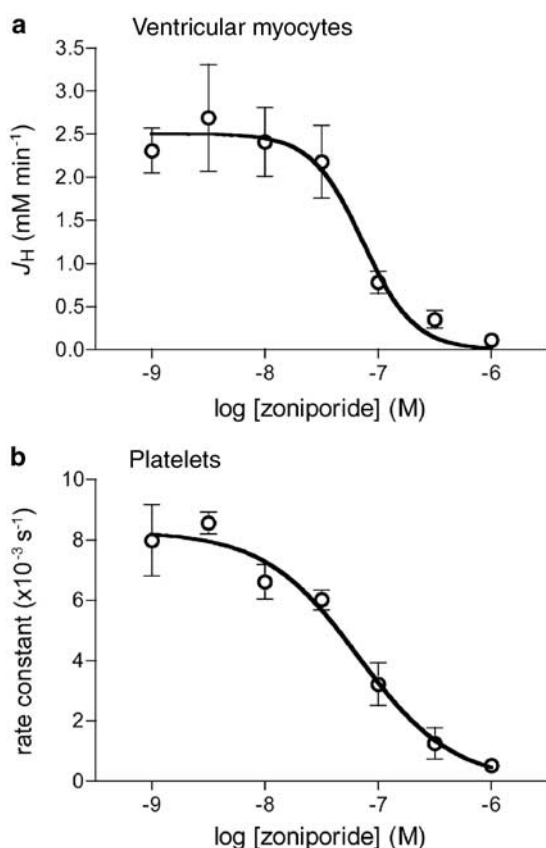 a Ventricular myocytes
3.5
3.0
2.5
2.0
1.5
1.0
0.5
0.0
J_H (mM min⁻¹)
-9 -8 -7 -6
log [zoniporide] (M)
b Platelets
10
8
6
4
2
0
rate constant (x10⁻³ s⁻¹)
-9 -8 -7 -6
log [zoniporide] (M)